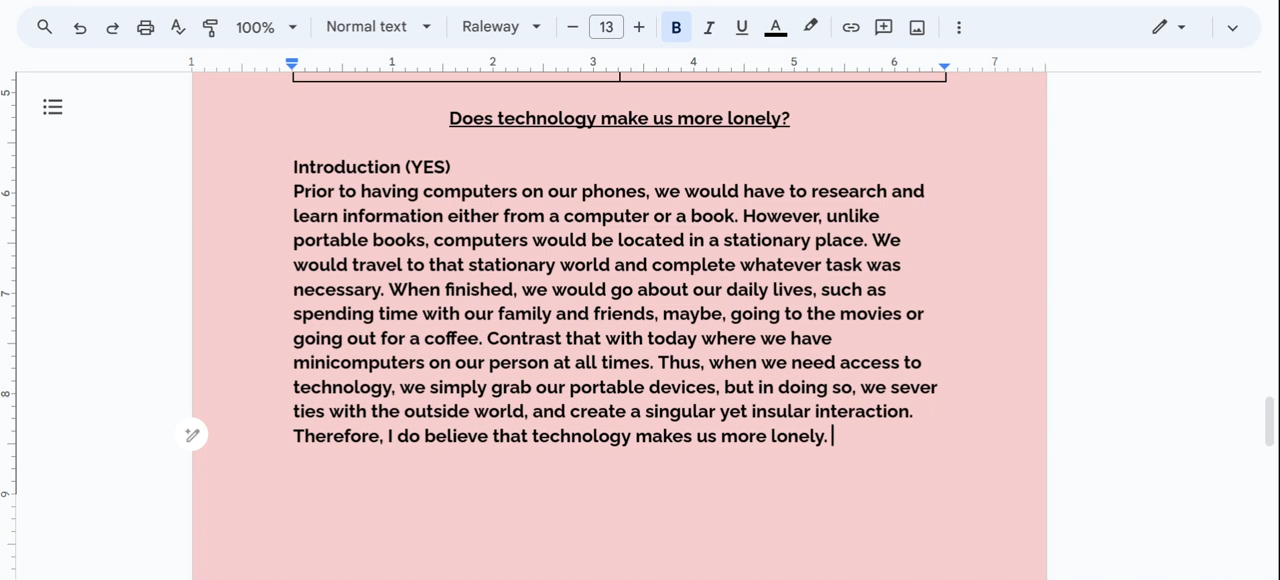 100% Normal text Raleway 13 B I U A
1 1 2 3 4 5 6 7
Does technology make us more lonely?
Introduction (YES)
Prior to having computers on our phones, we would have to research and
learn information either from a computer or a book. However, unlike
portable books, computers would be located in a stationary place. We
would travel to that stationary world and complete whatever task was
necessary. When finished, we would go about our daily lives, such as
spending time with our family and friends, maybe, going to the movies or
going out for a coffee. Contrast that with today where we have
minicomputers on our person at all times. Thus, when we need access to
technology, we simply grab our portable devices, but in doing so, we sever
ties with the outside world, and create a singular yet insular interaction.
Therefore, I do believe that technology makes us more lonely.
5
6
7
8
9